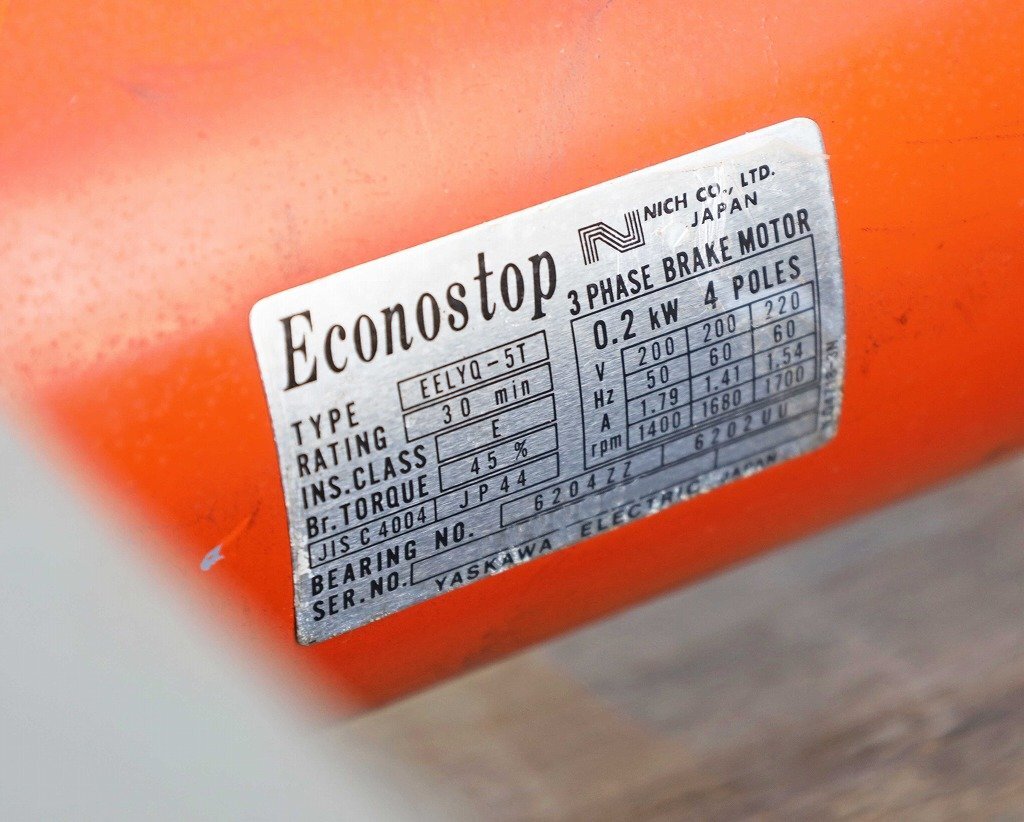 Econostop
N NICH CO., LTD.
JAPAN
3 PHASE BRAKE MOTOR
0.2 kW 4 POLES
V 200 200 220
Hz 50 60 60
A 1.79 1.41 1.54
rpm 1400 1680 1700
TYPE EELYQ-5T
RATING 30 min
INS.CLASS E
Br.TORQUE 45 %
JIS C 4004 JP44
BEARING NO. 6204ZZ 6202UU
SER.NO.
YASKAWA ELECTRIC, JAPAN